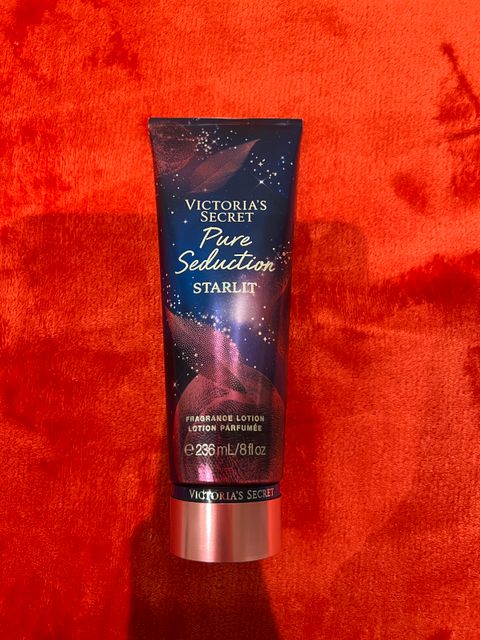 VICTORIA'S
SECRET
Pure
Seduction
STARLIT
FRAGRANCE LOTION
LOTION PARFUMÉE
℮236 mL/8 fl oz
VICTORIA'S SECRET